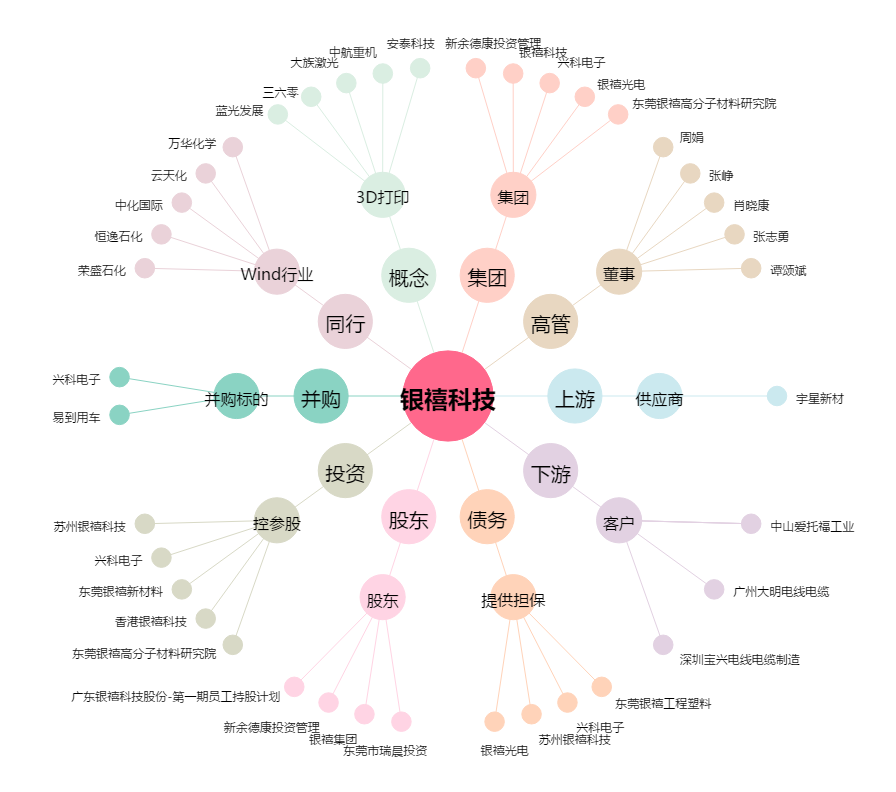 安泰科技
新余德康投资管理
中航重机
银禧科技
大族激光
兴科电子
三六零
银禧光电
蓝光发展
东莞银禧高分子材料研究院
万华化学
周娟
云天化
张峥
3D打印
集团
中化国际
肖晓康
恒逸石化
张志勇
荣盛石化
Wind行业
概念
集团
董事
谭颂斌
同行
高管
兴科电子
并购标的
并购
银禧科技
上游
供应商
宇星新材
易到用车
投资
下游
苏州银禧科技
控参股
股东
债务
客户
中山爱托福工业
兴科电子
东莞银禧新材料
广州大明电线电缆
股东
提供担保
香港银禧科技
东莞银禧高分子材料研究院
深圳宝兴电线电缆制造
广东银禧科技股份-第一期员工持股计划
东莞银禧工程塑料
新余德康投资管理
兴科电子
银禧集团
苏州银禧科技
东莞市瑞晨投资
银禧光电